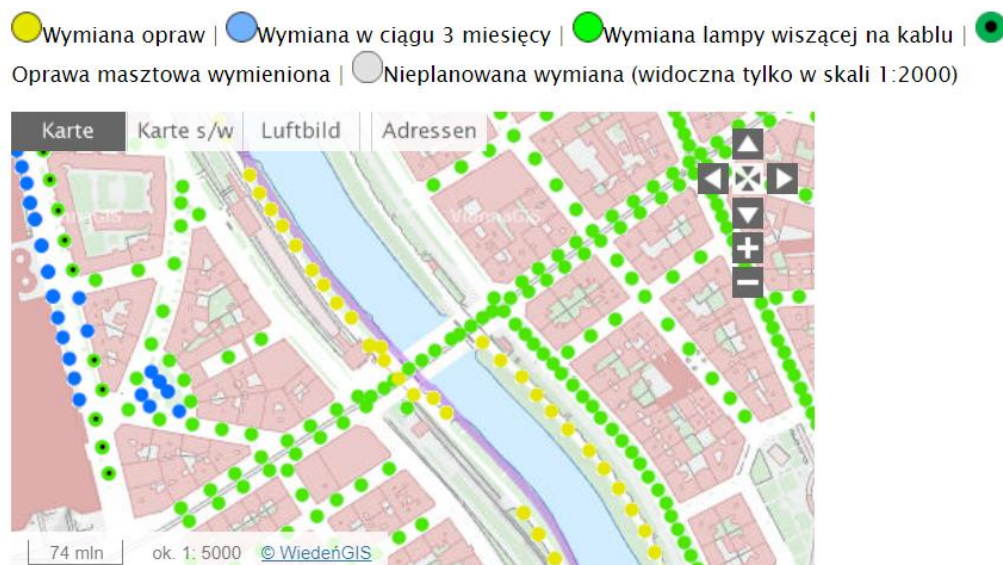 Wymiana opraw | Wymiana w ciągu 3 miesięcy | Wymiana lampy wiszącej na kablu |
Oprawa masztowa wymieniona | Nieplanowana wymiana (widoczna tylko w skali 1:2000)
Karte Karte s/w Luftbild Adressen
ViennaGIS
74 mln ok. 1: 5000 © WiedeńGIS